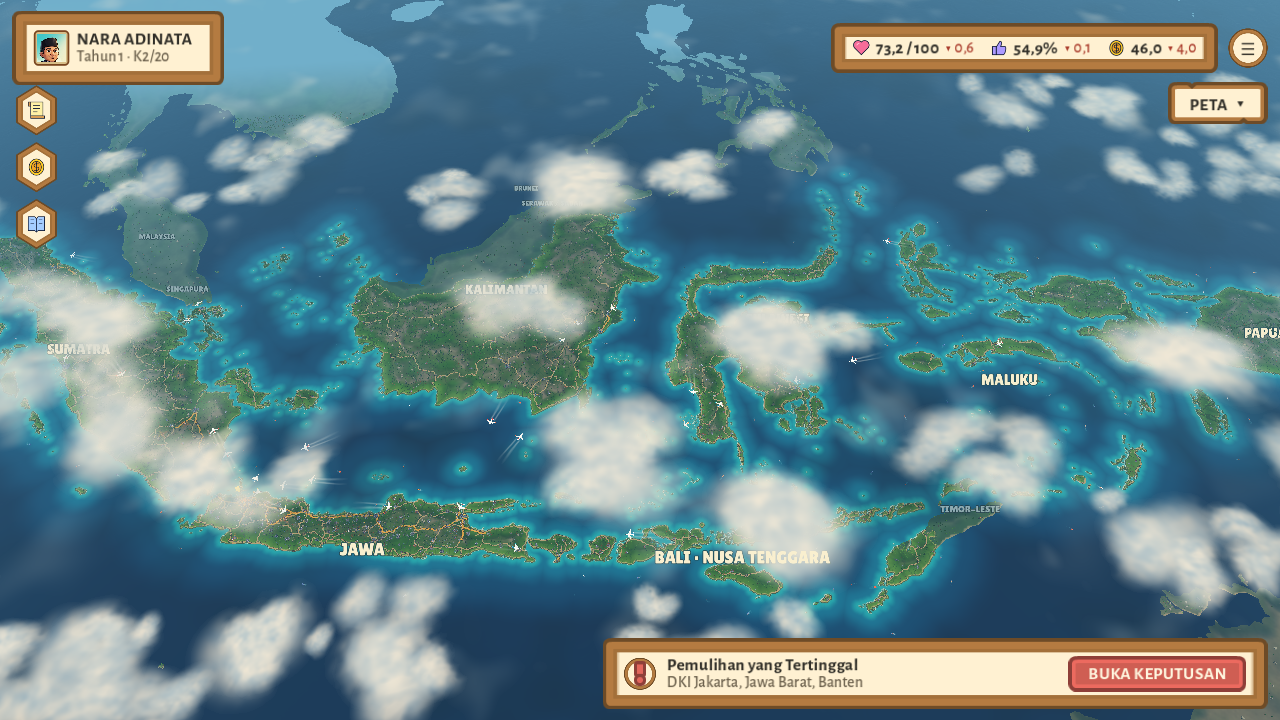 NARA ADINATA
Tahun 1 · K2/20
73,2 / 100 ▾ 0,6
54,9% ▾ 0,1
46,0 ▾ 4,0
PETA ▼
BRUNEI
MALAYSIA
SINGAPURA
KALIMANTAN
SUMATRA
MALUKU
TIMOR-LESTE
JAWA
BALI · NUSA TENGGARA
Pemulihan yang Tertinggal
DKI Jakarta, Jawa Barat, Banten
BUKA KEPUTUSAN